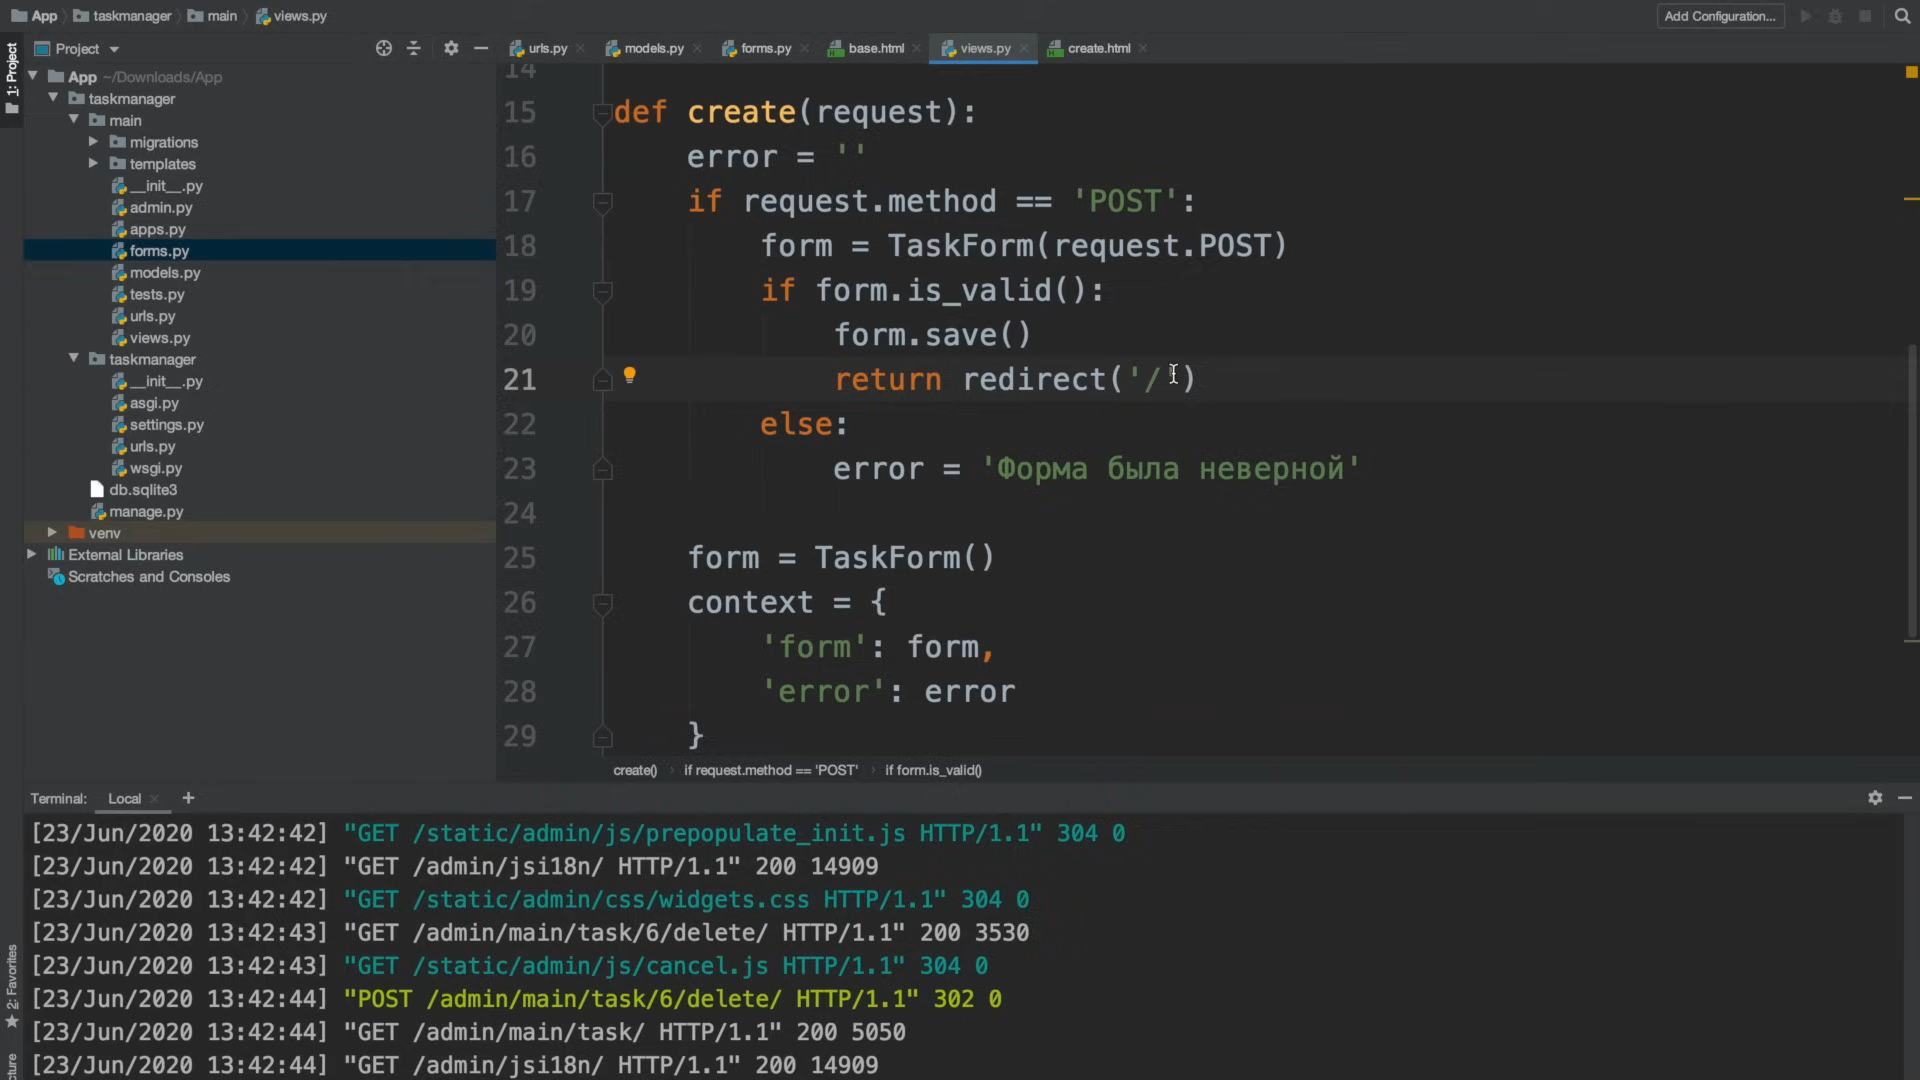 App taskmanager main views.py
Add Configuration...
1: Project
Project
urls.py models.py forms.py base.html views.py create.html
App ~/Downloads/App
taskmanager
main
migrations
templates
__init__.py
admin.py
apps.py
forms.py
models.py
tests.py
urls.py
views.py
taskmanager
__init__.py
asgi.py
settings.py
urls.py
wsgi.py
db.sqlite3
manage.py
venv
External Libraries
Scratches and Consoles
14
15 def create(request):
16 error = ''
17 if request.method == 'POST':
18 form = TaskForm(request.POST)
19 if form.is_valid():
20 form.save()
21 return redirect('/')
22 else:
23 error = 'Форма была неверной'
24
25 form = TaskForm()
26 context = {
27 'form': form,
28 'error': error
29 }
create() if request.method == 'POST' if form.is_valid()
Terminal: Local +
[23/Jun/2020 13:42:42] "GET /static/admin/js/prepopulate_init.js HTTP/1.1" 304 0
[23/Jun/2020 13:42:42] "GET /admin/jsi18n/ HTTP/1.1" 200 14909
[23/Jun/2020 13:42:42] "GET /static/admin/css/widgets.css HTTP/1.1" 304 0
[23/Jun/2020 13:42:43] "GET /admin/main/task/6/delete/ HTTP/1.1" 200 3530
[23/Jun/2020 13:42:43] "GET /static/admin/js/cancel.js HTTP/1.1" 304 0
[23/Jun/2020 13:42:44] "POST /admin/main/task/6/delete/ HTTP/1.1" 302 0
[23/Jun/2020 13:42:44] "GET /admin/main/task/ HTTP/1.1" 200 5050
[23/Jun/2020 13:42:44] "GET /admin/jsi18n/ HTTP/1.1" 200 14909
2: Favorites